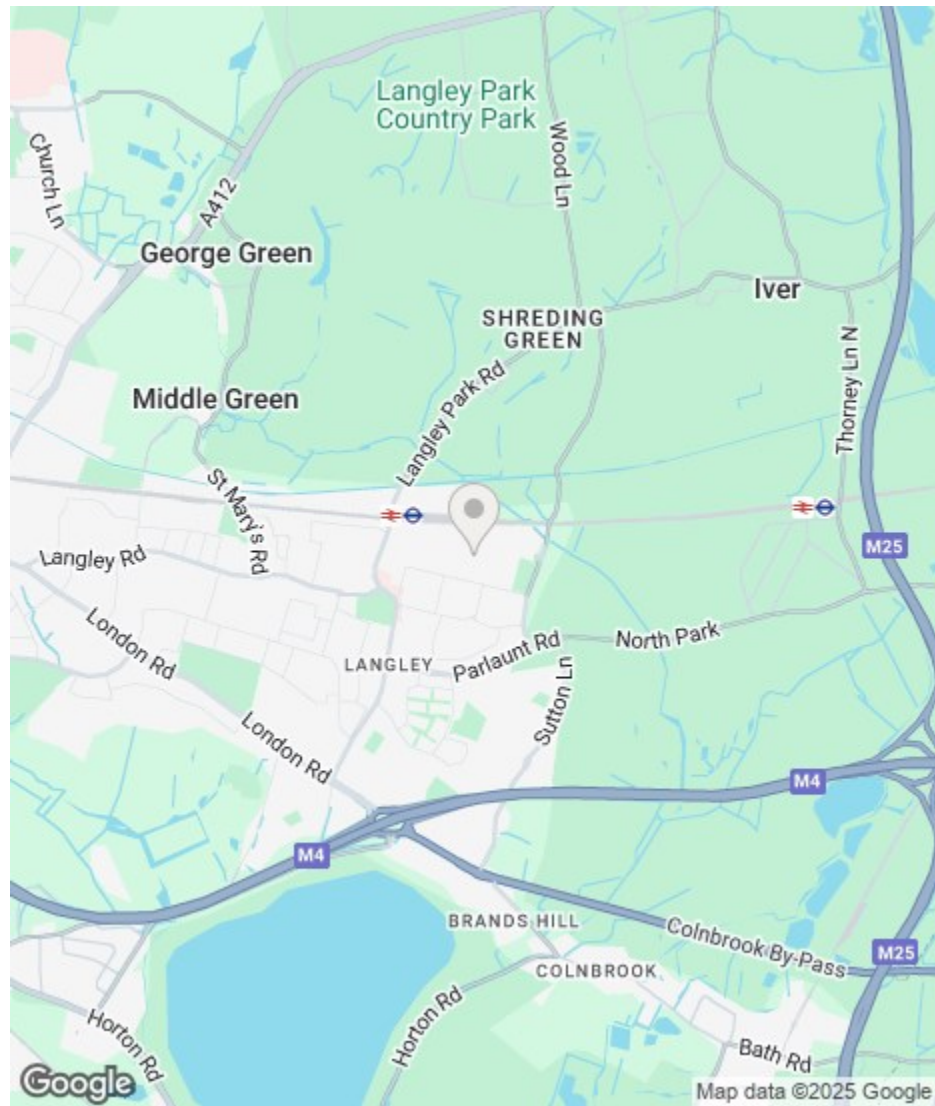 Langley Park
Country Park
Church Ln
Wood Ln
A412
George Green
Iver
SHREDING
GREEN
Thorney Ln N
Middle Green
Langley Park Rd
St Mary's Rd
M25
Langley Rd
London Rd
North Park
Parlaunt Rd
LANGLEY
Sutton Ln
London Rd
M4
M4
BRANDS HILL
Colnbrook By-Pass
M25
COLNBROOK
Horton Rd
Horton Rd
Bath Rd
Google
Map data ©2025 Google